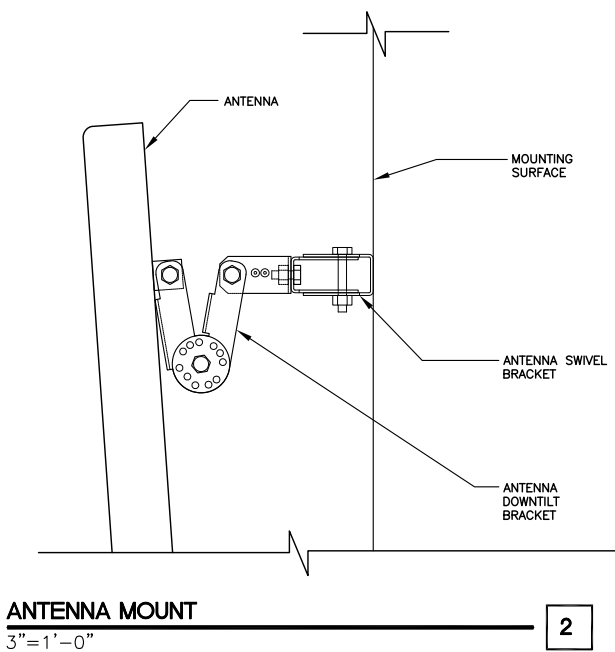 ANTENNA
MOUNTING
SURFACE
ANTENNA SWIVEL
BRACKET
ANTENNA
DOWNTILT
BRACKET
ANTENNA MOUNT
3"=1'-0"
2